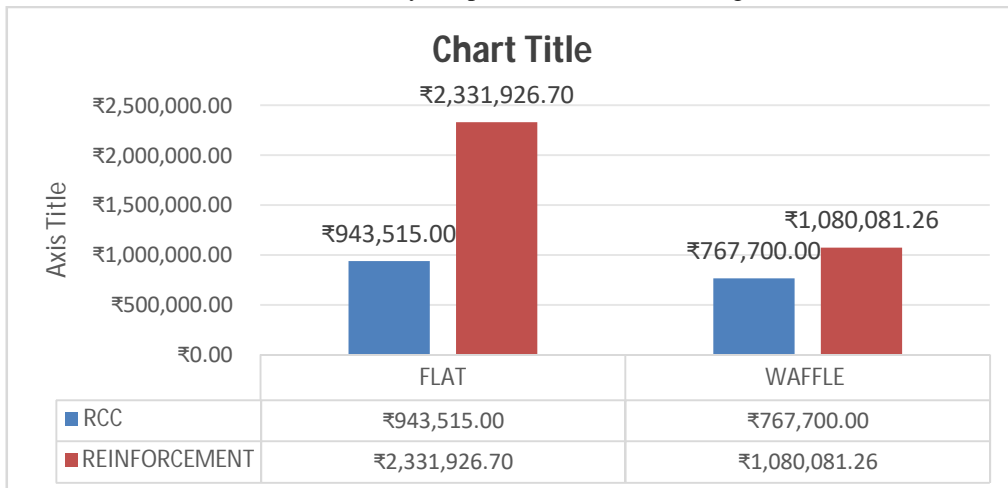 Chart Title
Axis Title
₹2,500,000.00
₹2,000,000.00
₹1,500,000.00
₹1,000,000.00
₹500,000.00
₹0.00
₹943,515.00
₹2,331,926.70
₹767,700.00
₹1,080,081.26
FLAT WAFFLE
RCC ₹943,515.00 ₹767,700.00
REINFORCEMENT ₹2,331,926.70 ₹1,080,081.26